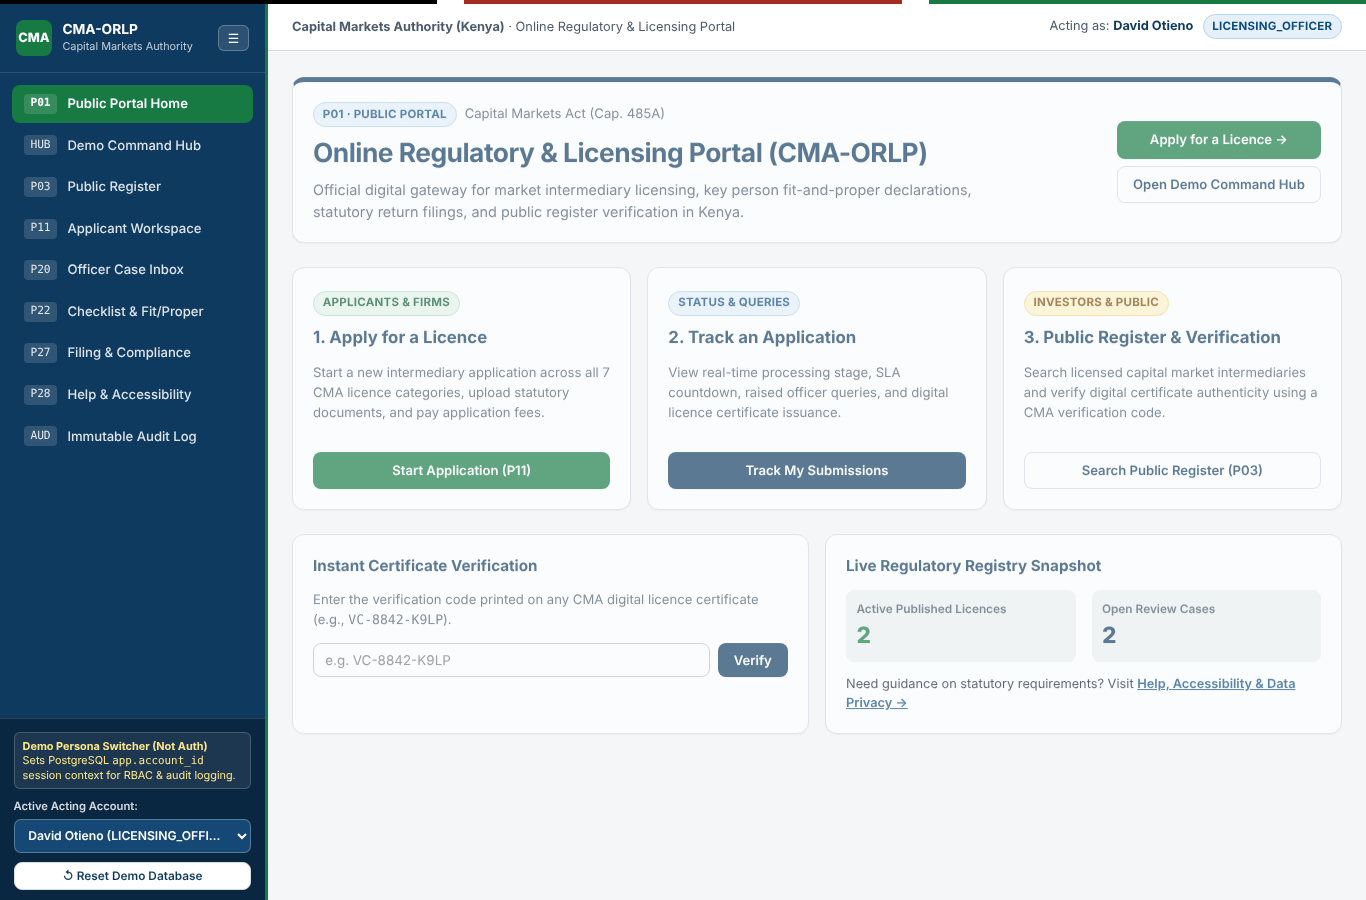 CMA
CMA-ORLP
Capital Markets Authority
☰
P01 Public Portal Home
HUB Demo Command Hub
P03 Public Register
P11 Applicant Workspace
P20 Officer Case Inbox
P22 Checklist & Fit/Proper
P27 Filing & Compliance
P28 Help & Accessibility
AUD Immutable Audit Log
Demo Persona Switcher (Not Auth)
Sets PostgreSQL app.account_id
session context for RBAC & audit logging.
Active Acting Account:
David Otieno (LICENSING_OFFI...
↺ Reset Demo Database
Capital Markets Authority (Kenya) · Online Regulatory & Licensing Portal
Acting as: David Otieno LICENSING_OFFICER
P01 · PUBLIC PORTAL Capital Markets Act (Cap. 485A)
Online Regulatory & Licensing Portal (CMA-ORLP)
Official digital gateway for market intermediary licensing, key person fit-and-proper declarations,
statutory return filings, and public register verification in Kenya.
Apply for a Licence →
Open Demo Command Hub
APPLICANTS & FIRMS
1. Apply for a Licence
Start a new intermediary application across all 7
CMA licence categories, upload statutory
documents, and pay application fees.
Start Application (P11)
STATUS & QUERIES
2. Track an Application
View real-time processing stage, SLA
countdown, raised officer queries, and digital
licence certificate issuance.
Track My Submissions
INVESTORS & PUBLIC
3. Public Register & Verification
Search licensed capital market intermediaries
and verify digital certificate authenticity using a
CMA verification code.
Search Public Register (P03)
Instant Certificate Verification
Enter the verification code printed on any CMA digital licence certificate
(e.g., VC-8842-K9LP).
e.g. VC-8842-K9LP
Verify
Live Regulatory Registry Snapshot
Active Published Licences
2
Open Review Cases
2
Need guidance on statutory requirements? Visit Help, Accessibility & Data
Privacy →